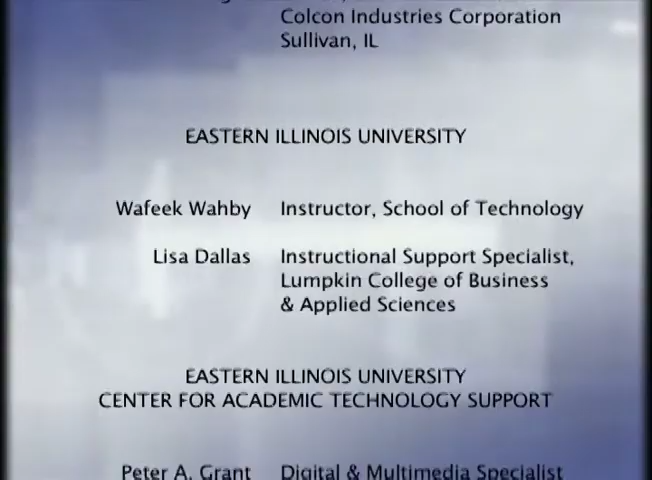 Colcon Industries Corporation
Sullivan, IL
EASTERN ILLINOIS UNIVERSITY
Wafeek Wahby Instructor, School of Technology
Lisa Dallas Instructional Support Specialist,
Lumpkin College of Business
& Applied Sciences
EASTERN ILLINOIS UNIVERSITY
CENTER FOR ACADEMIC TECHNOLOGY SUPPORT
Peter A. Grant Digital & Multimedia Specialist